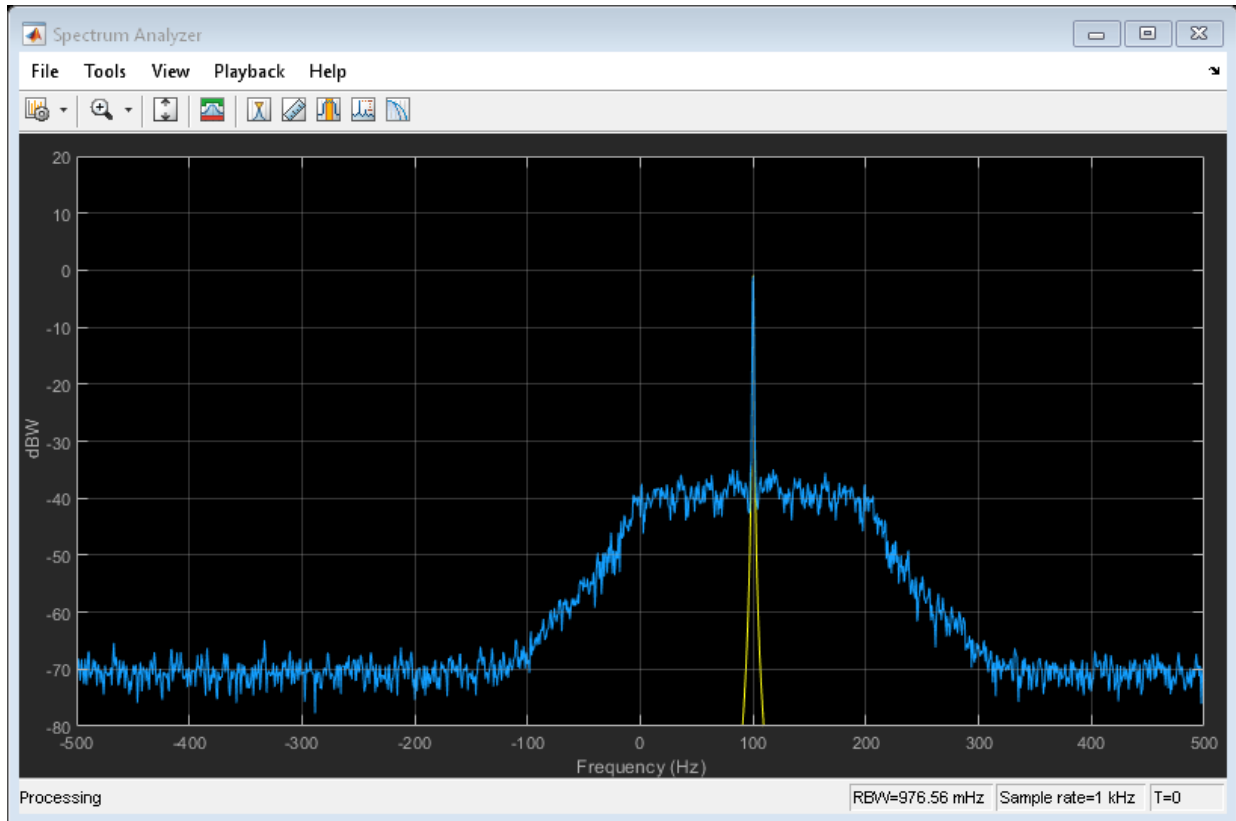 Spectrum Analyzer
File Tools View Playback Help
20
10
0
-10
-20
-30
-40
-50
-60
-70
-80
dBW
-500 -400 -300 -200 -100 0 100 200 300 400 500
Frequency (Hz)
Processing RBW=976.56 mHz Sample rate=1 kHz T=0